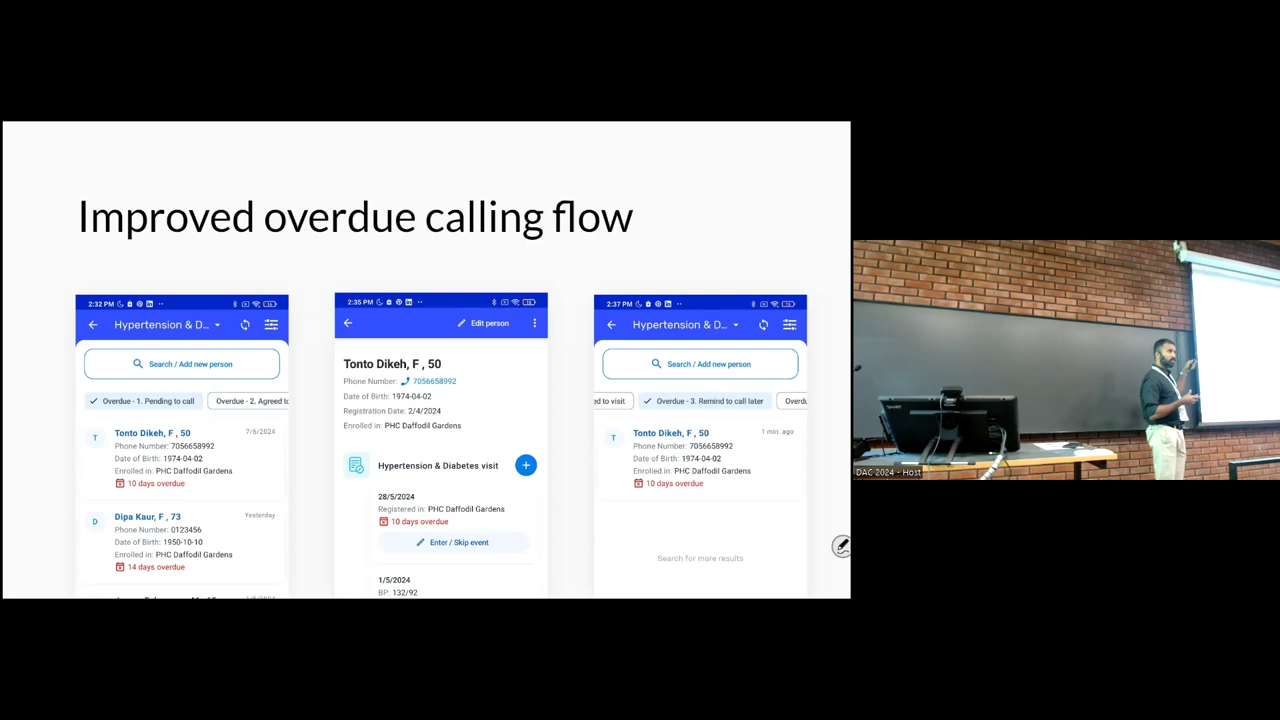 Improved overdue calling flow
2:32 PM
Hypertension & D...
Search / Add new person
Overdue - 1. Pending to call
Overdue - 2. Agreed to
T
Tonto Dikeh, F , 50
7/6/2024
Phone Number: 7056658992
Date of Birth: 1974-04-02
Enrolled in: PHC Daffodil Gardens
10 days overdue
D
Dipa Kaur, F , 73
Yesterday
Phone Number: 0123456
Date of Birth: 1950-10-10
Enrolled in: PHC Daffodil Gardens
14 days overdue
2:35 PM
Edit person
Tonto Dikeh, F , 50
Phone Number: 7056658992
Date of Birth: 1974-04-02
Registration Date: 2/4/2024
Enrolled in: PHC Daffodil Gardens
Hypertension & Diabetes visit
28/5/2024
Registered in: PHC Daffodil Gardens
10 days overdue
Enter / Skip event
1/5/2024
BP: 132/92
2:37 PM
Hypertension & D...
Search / Add new person
ed to visit
Overdue - 3. Remind to call later
Overdu
T
Tonto Dikeh, F , 50
1 min. ago
Phone Number: 7056658992
Date of Birth: 1974-04-02
Enrolled in: PHC Daffodil Gardens
10 days overdue
Search for more results
DAC 2024 - Host